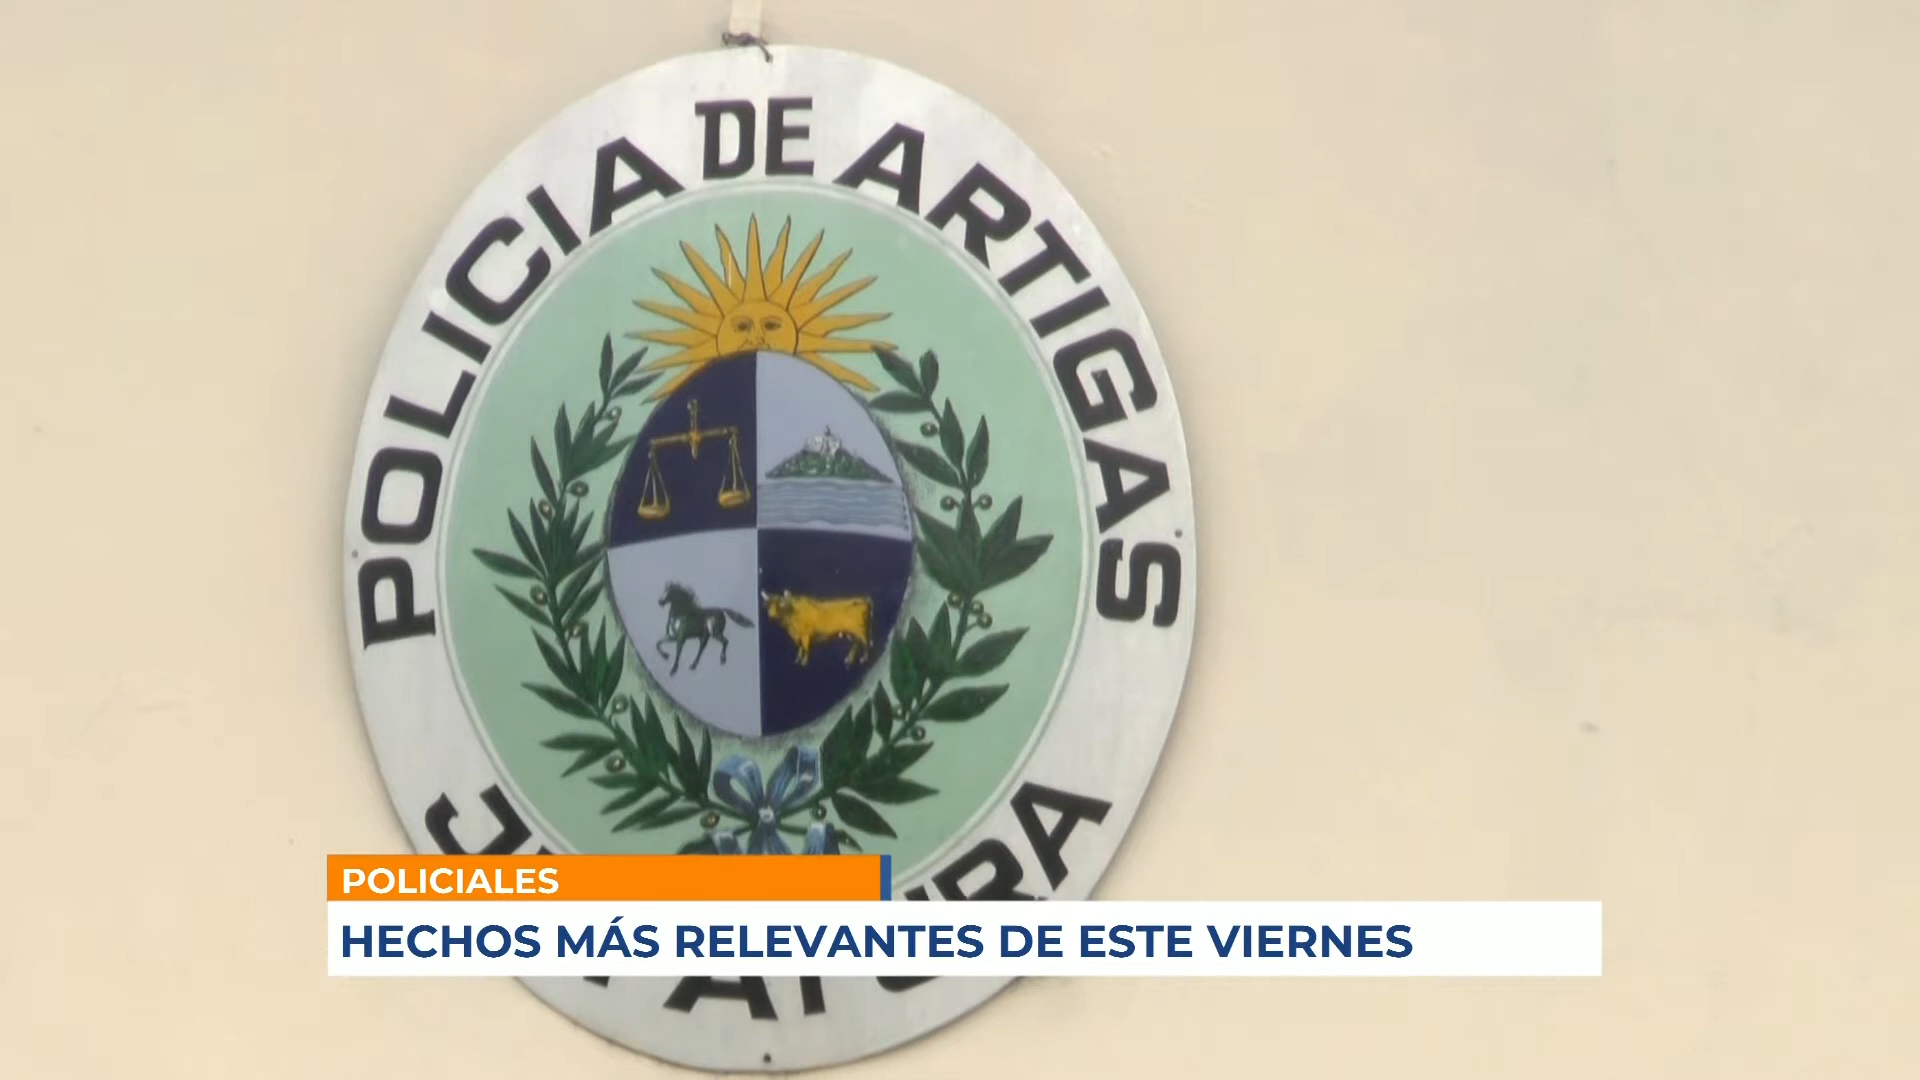 POLICIA DE ARTIGAS
POLICIALES
HECHOS MÁS RELEVANTES DE ESTE VIERNES